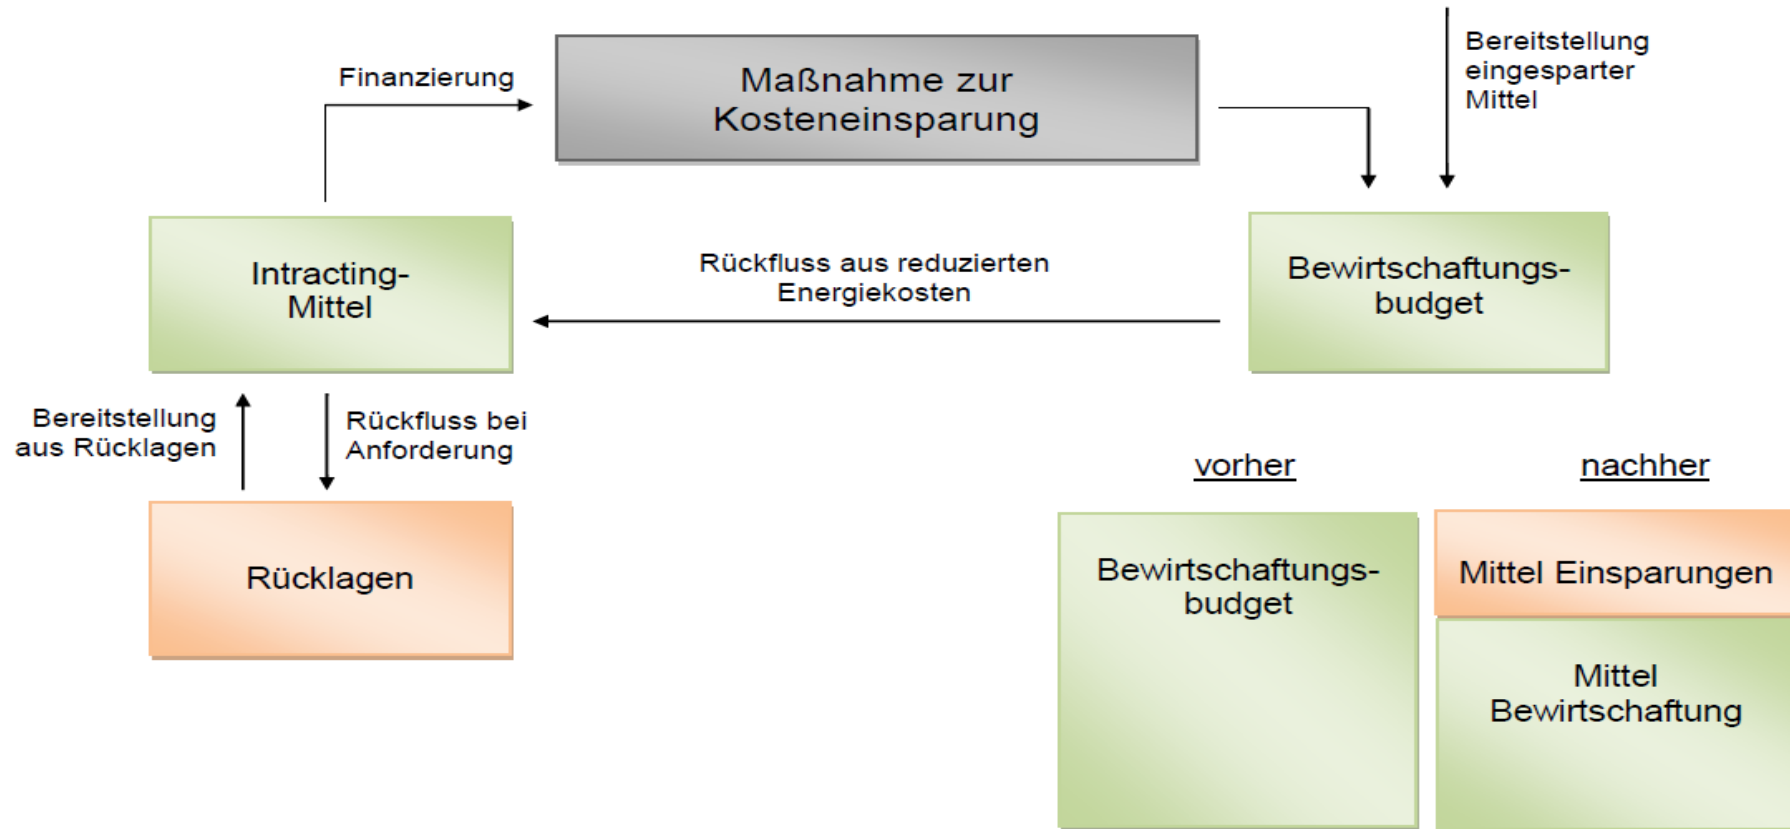 Finanzierung
Maßnahme zur
Kosteneinsparung
Bereitstellung
eingesparter
Mittel
Intracting-
Mittel
Rückfluss aus reduzierten
Energiekosten
Bewirtschaftungs-
budget
Bereitstellung
aus Rücklagen
Rückfluss bei
Anforderung
Rücklagen
vorher
nachher
Bewirtschaftungs-
budget
Mittel Einsparungen
Mittel
Bewirtschaftung